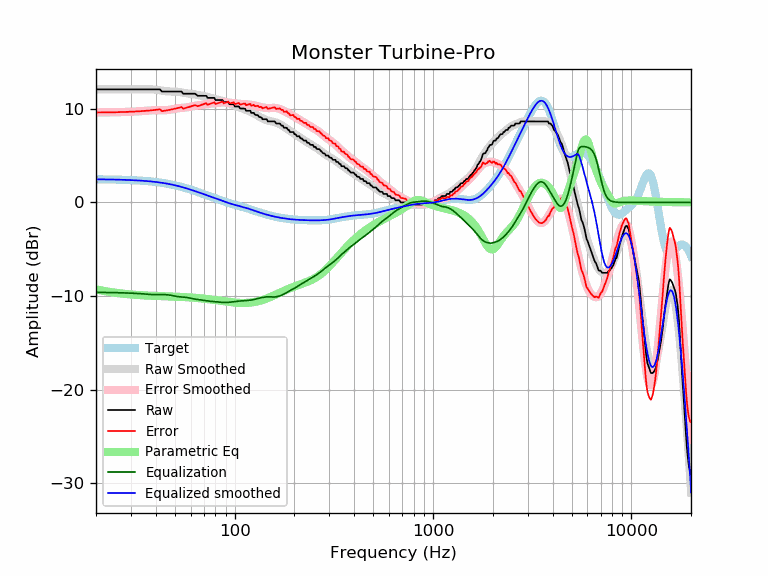 Monster Turbine-Pro
Amplitude (dBr)
10
0
−10
−20
−30
Target
Raw Smoothed
Error Smoothed
Raw
Error
Parametric Eq
Equalization
Equalized smoothed
100 1000 10000
Frequency (Hz)